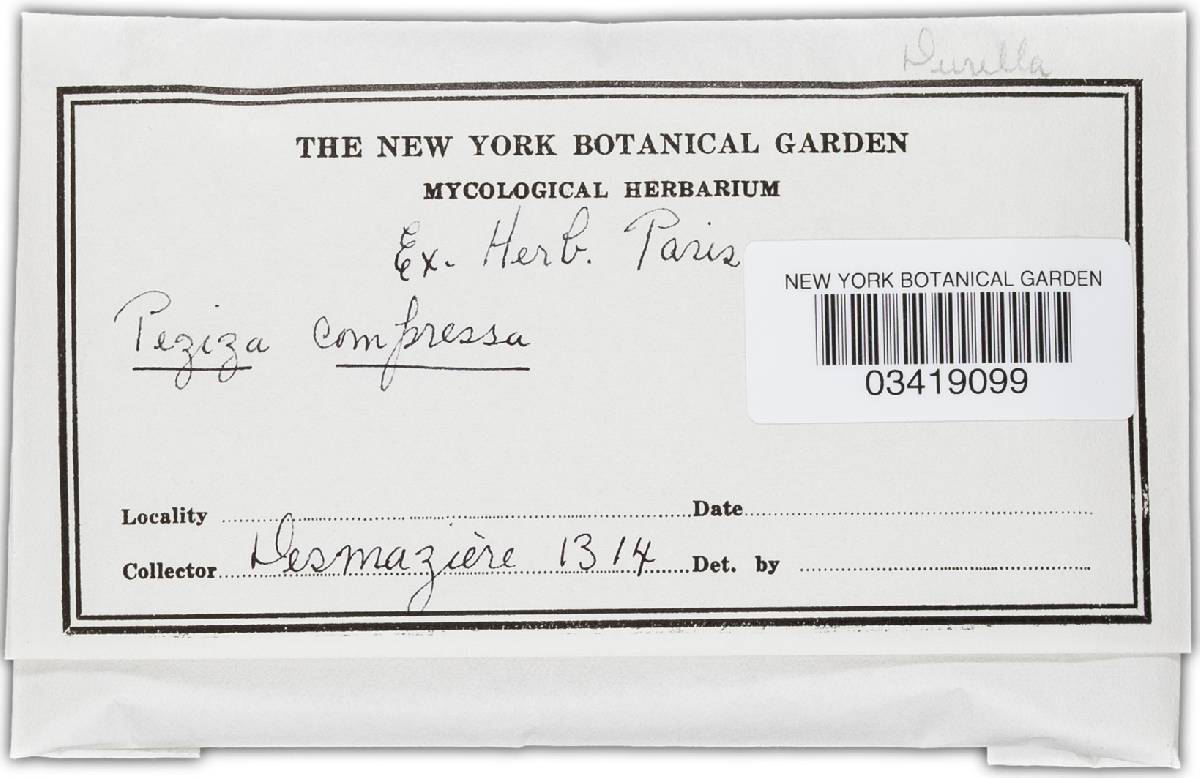 Durella
THE NEW YORK BOTANICAL GARDEN
MYCOLOGICAL HERBARIUM
Ex. Herb. Paris
NEW YORK BOTANICAL GARDEN
03419099
Peziza compressa
Locality Date
Collector Desmazière 1314 Det. by